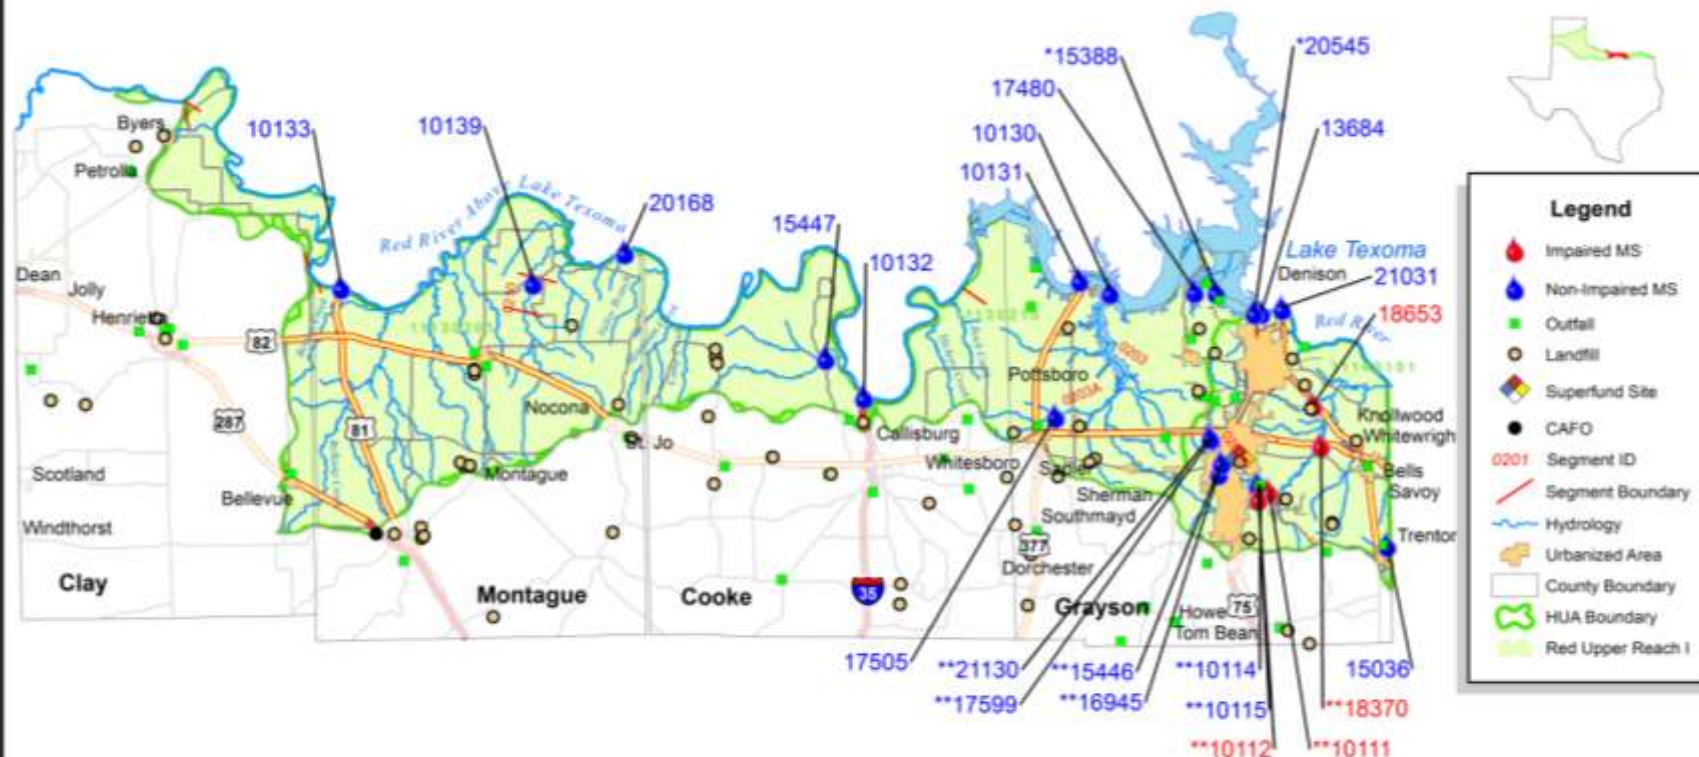 *20545
*15388
17480
13684
10130
10131
10133
10139
20168
15447
10132
Byers
Petrolia
Red River Above Lake Texoma
Lake Texoma
Denison
21031
18653
Red River
Dean
Jolly
Henrietta
82
287
81
Nocona
St. Jo
Montague
Scotland
Bellevue
Windthorst
Callisburg
Whitesboro
Pottsboro
0203
0203A
Sadler
Sherman
Southmayd
377
Dorchester
Knollwood
Whitewrigh
Bells
Savoy
Trenton
Clay
Montague
Cooke
35
Grayson
Howe
75
Tom Bean
17505
**21130
**15446
**10114
15036
**17599
**16945
**10115
**18370
**10112
**10111
Legend
Impaired MS
Non-Impaired MS
Outfall
Landfill
Superfund Site
CAFO
0201 Segment ID
Segment Boundary
Hydrology
Urbanized Area
County Boundary
HUA Boundary
Red Upper Reach I